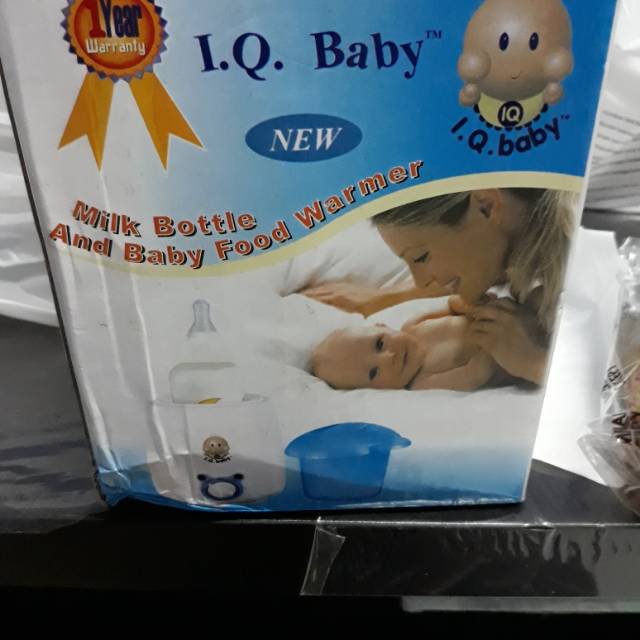 1 Year
Warranty
I.Q. Baby™
IQ
I.Q. baby™
NEW
Milk Bottle
And Baby Food Warmer